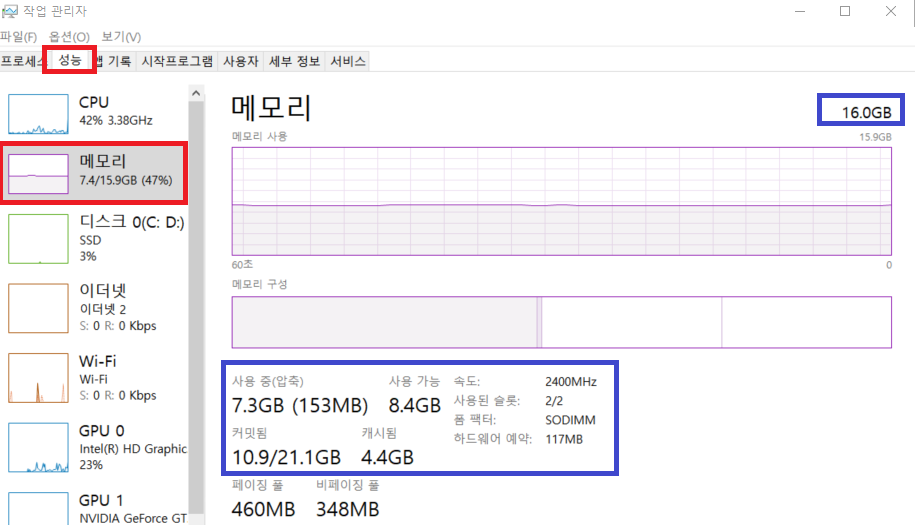 작업 관리자
파일(F) 옵션(O) 보기(V)
프로세스 성능 앱 기록 시작프로그램 사용자 세부 정보 서비스
CPU
42% 3.38GHz
메모리
7.4/15.9GB (47%)
디스크 0(C: D:)
SSD
3%
이더넷
이더넷 2
S: 0 R: 0 Kbps
Wi-Fi
Wi-Fi
S: 0 R: 0 Kbps
GPU 0
Intel(R) HD Graphic
23%
GPU 1
NVIDIA GeForce GT
메모리 16.0GB
메모리 사용 15.9GB
60초 0
메모리 구성
사용 중(압축) 사용 가능
7.3GB (153MB) 8.4GB
커밋됨 캐시됨
10.9/21.1GB 4.4GB
페이징 풀 비페이징 풀
460MB 348MB
속도: 2400MHz
사용된 슬롯: 2/2
폼 팩터: SODIMM
하드웨어 예약: 117MB